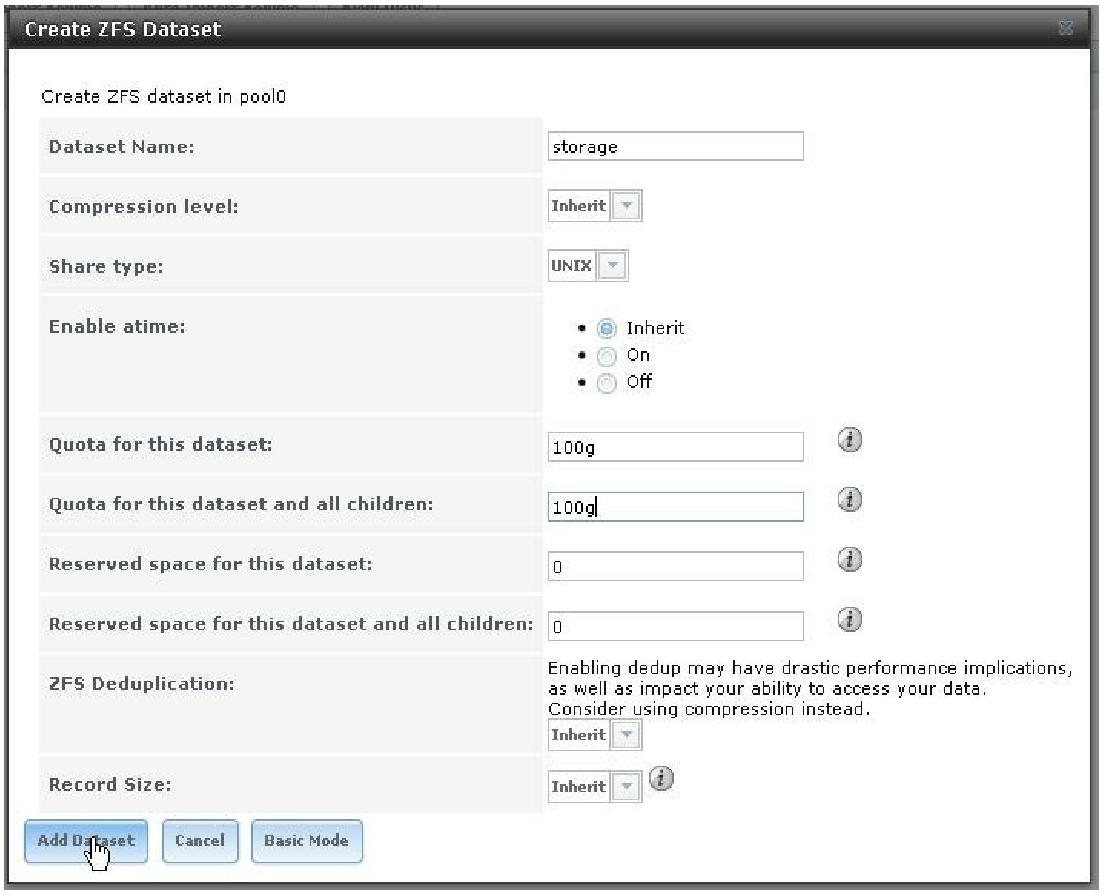 Create ZFS Dataset
Create ZFS dataset in pool0
Dataset Name:
storage
Compression level:
Inherit
Share type:
UNIX
Enable atime:
Inherit
On
Off
Quota for this dataset:
100g
Quota for this dataset and all children:
100g
Reserved space for this dataset:
0
Reserved space for this dataset and all children:
0
ZFS Deduplication:
Enabling dedup may have drastic performance implications,
as well as impact your ability to access your data.
Consider using compression instead.
Inherit
Record Size:
Inherit
Add Dataset
Cancel
Basic Mode